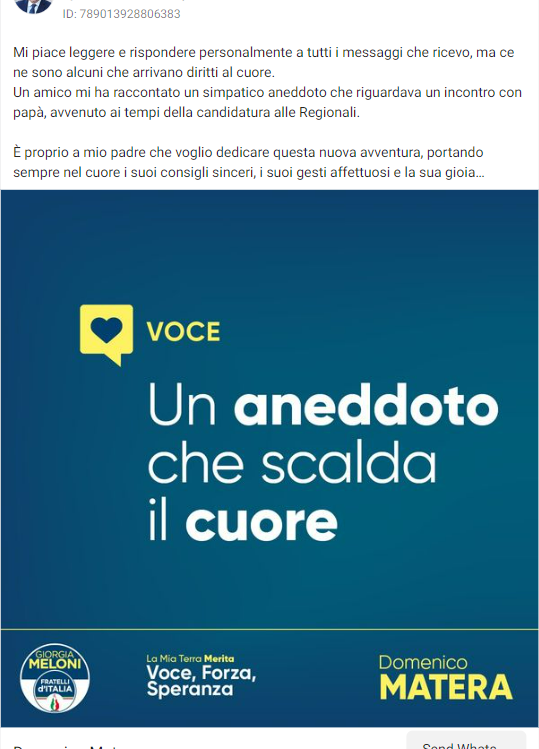 ID: 789013928806383
Mi piace leggere e rispondere personalmente a tutti i messaggi che ricevo, ma ce
ne sono alcuni che arrivano diritti al cuore.
Un amico mi ha raccontato un simpatico aneddoto che riguardava un incontro con
papà, avvenuto ai tempi della candidatura alle Regionali.
È proprio a mio padre che voglio dedicare questa nuova avventura, portando
sempre nel cuore i suoi consigli sinceri, i suoi gesti affettuosi e la sua gioia…
VOCE
Un aneddoto
che scalda
il cuore
GIORGIA
MELONI
FRATELLI
d'ITALIA
La Mia Terra Merita
Voce, Forza,
Speranza
Domenico
MATERA